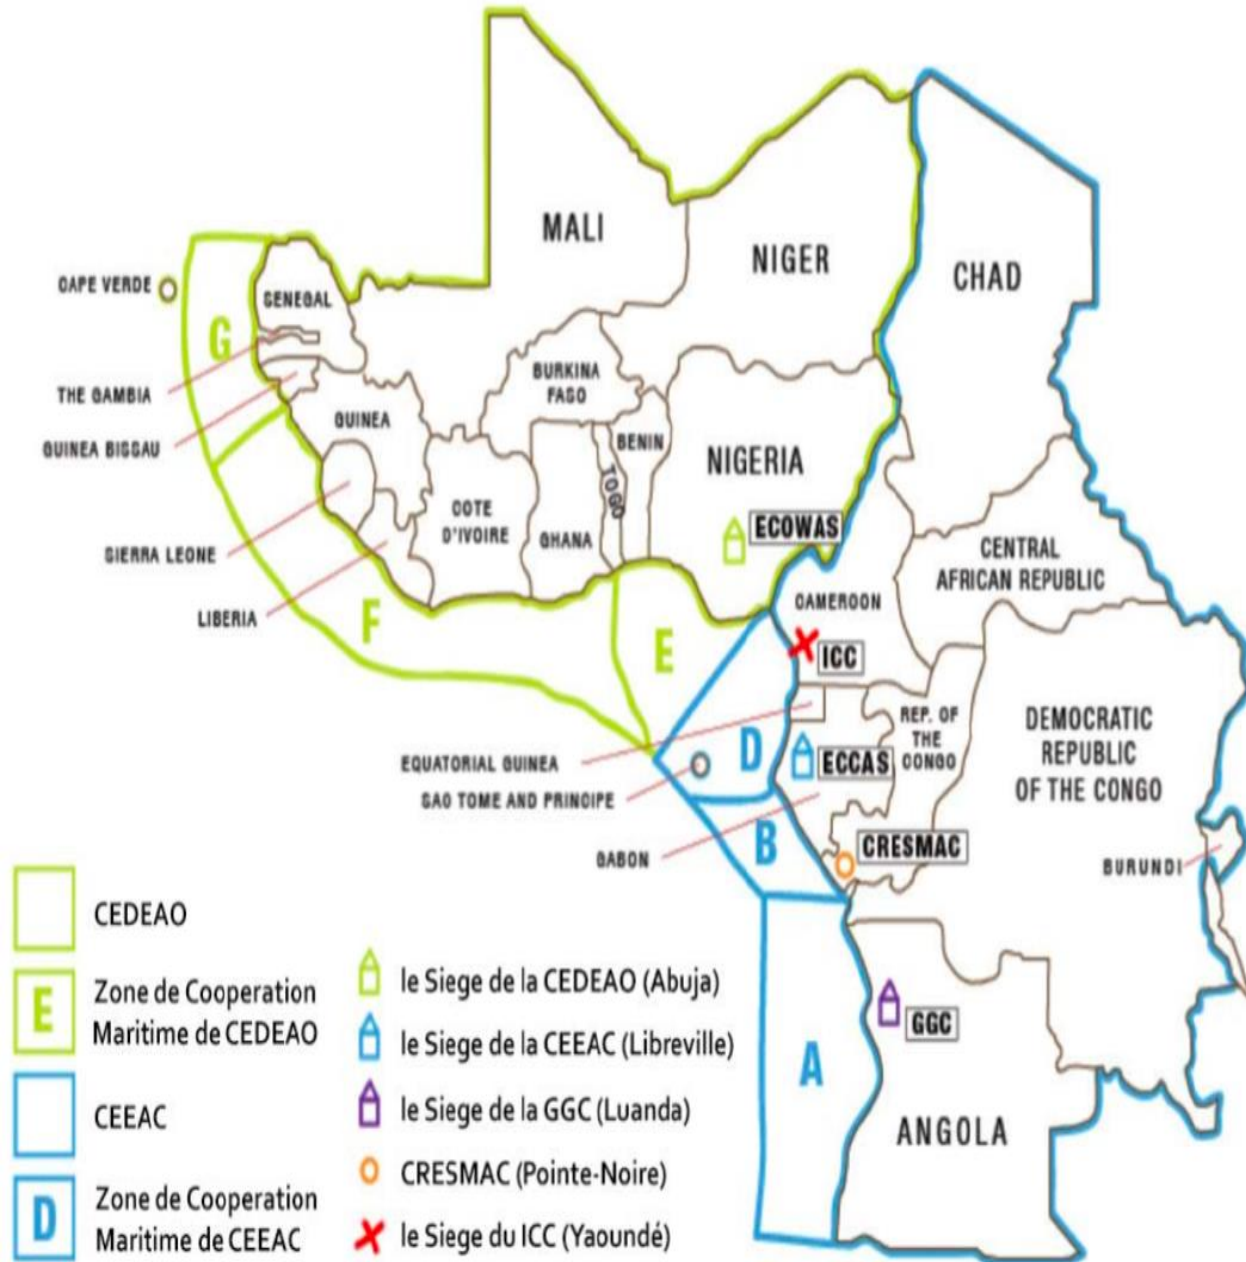 MALI
NIGER
CHAD
CAPE VERDE
SENEGAL
G
THE GAMBIA
GUINEA BISSAU
GUINEA
BURKINA
FASO
BENIN
NIGERIA
TOGO
COTE
D'IVOIRE
GHANA
ECOWAS
SIERRA LEONE
LIBERIA
CENTRAL
AFRICAN REPUBLIC
CAMEROON
F
E
ICC
EQUATORIAL GUINEA
SAO TOME AND PRINCIPE
D
ECCAS
REP. OF
THE
CONGO
DEMOCRATIC
REPUBLIC
OF THE CONGO
GABON
B
CRESMAC
BURUNDI
A
GGC
ANGOLA
CEDEAO
E
Zone de Cooperation
Maritime de CEDEAO
CEEAC
D
Zone de Cooperation
Maritime de CEEAC
le Siege de la CEDEAO (Abuja)
le Siege de la CEEAC (Libreville)
le Siege de la GGC (Luanda)
CRESMAC (Pointe-Noire)
le Siege du ICC (Yaoundé)